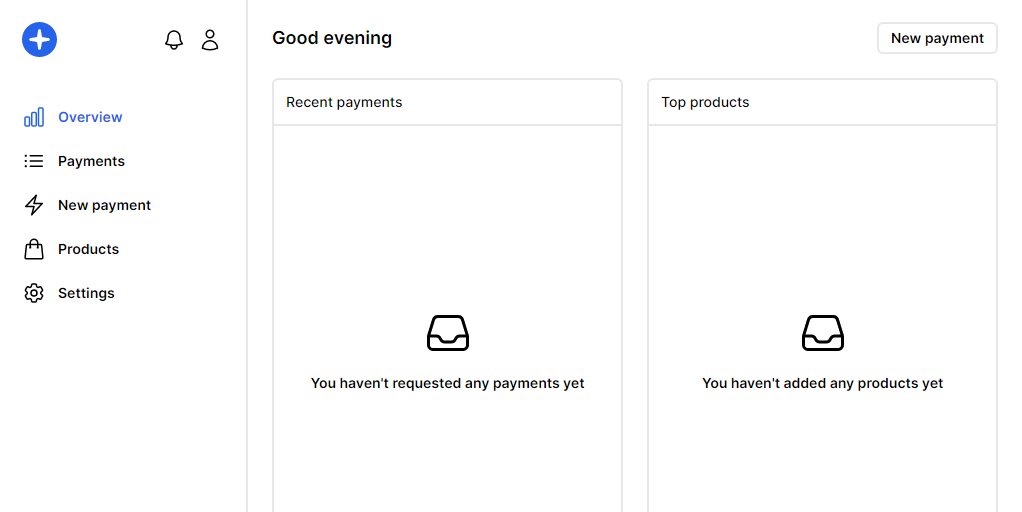 Overview
Payments
New payment
Products
Settings
Good evening
New payment
Recent payments
You haven't requested any payments yet
Top products
You haven't added any products yet